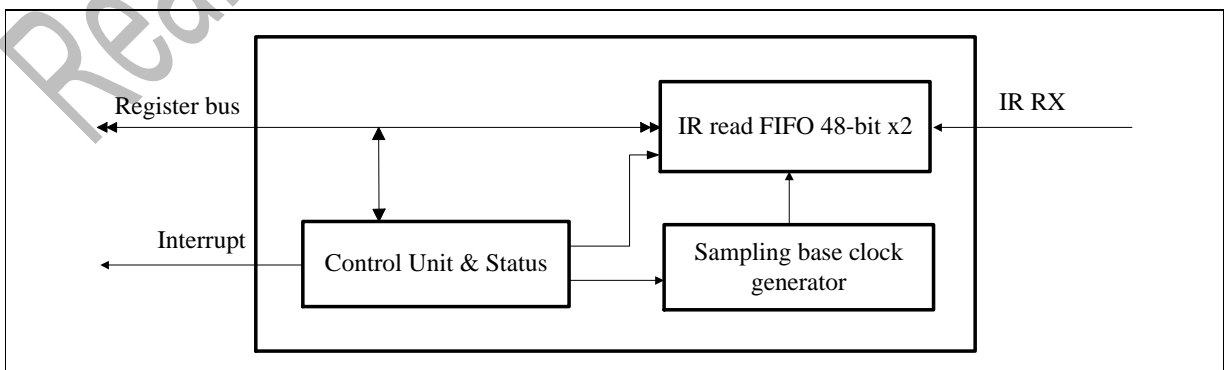 Register bus
IR read FIFO 48-bit x2
IR RX
Interrupt
Control Unit & Status
Sampling base clock
generator